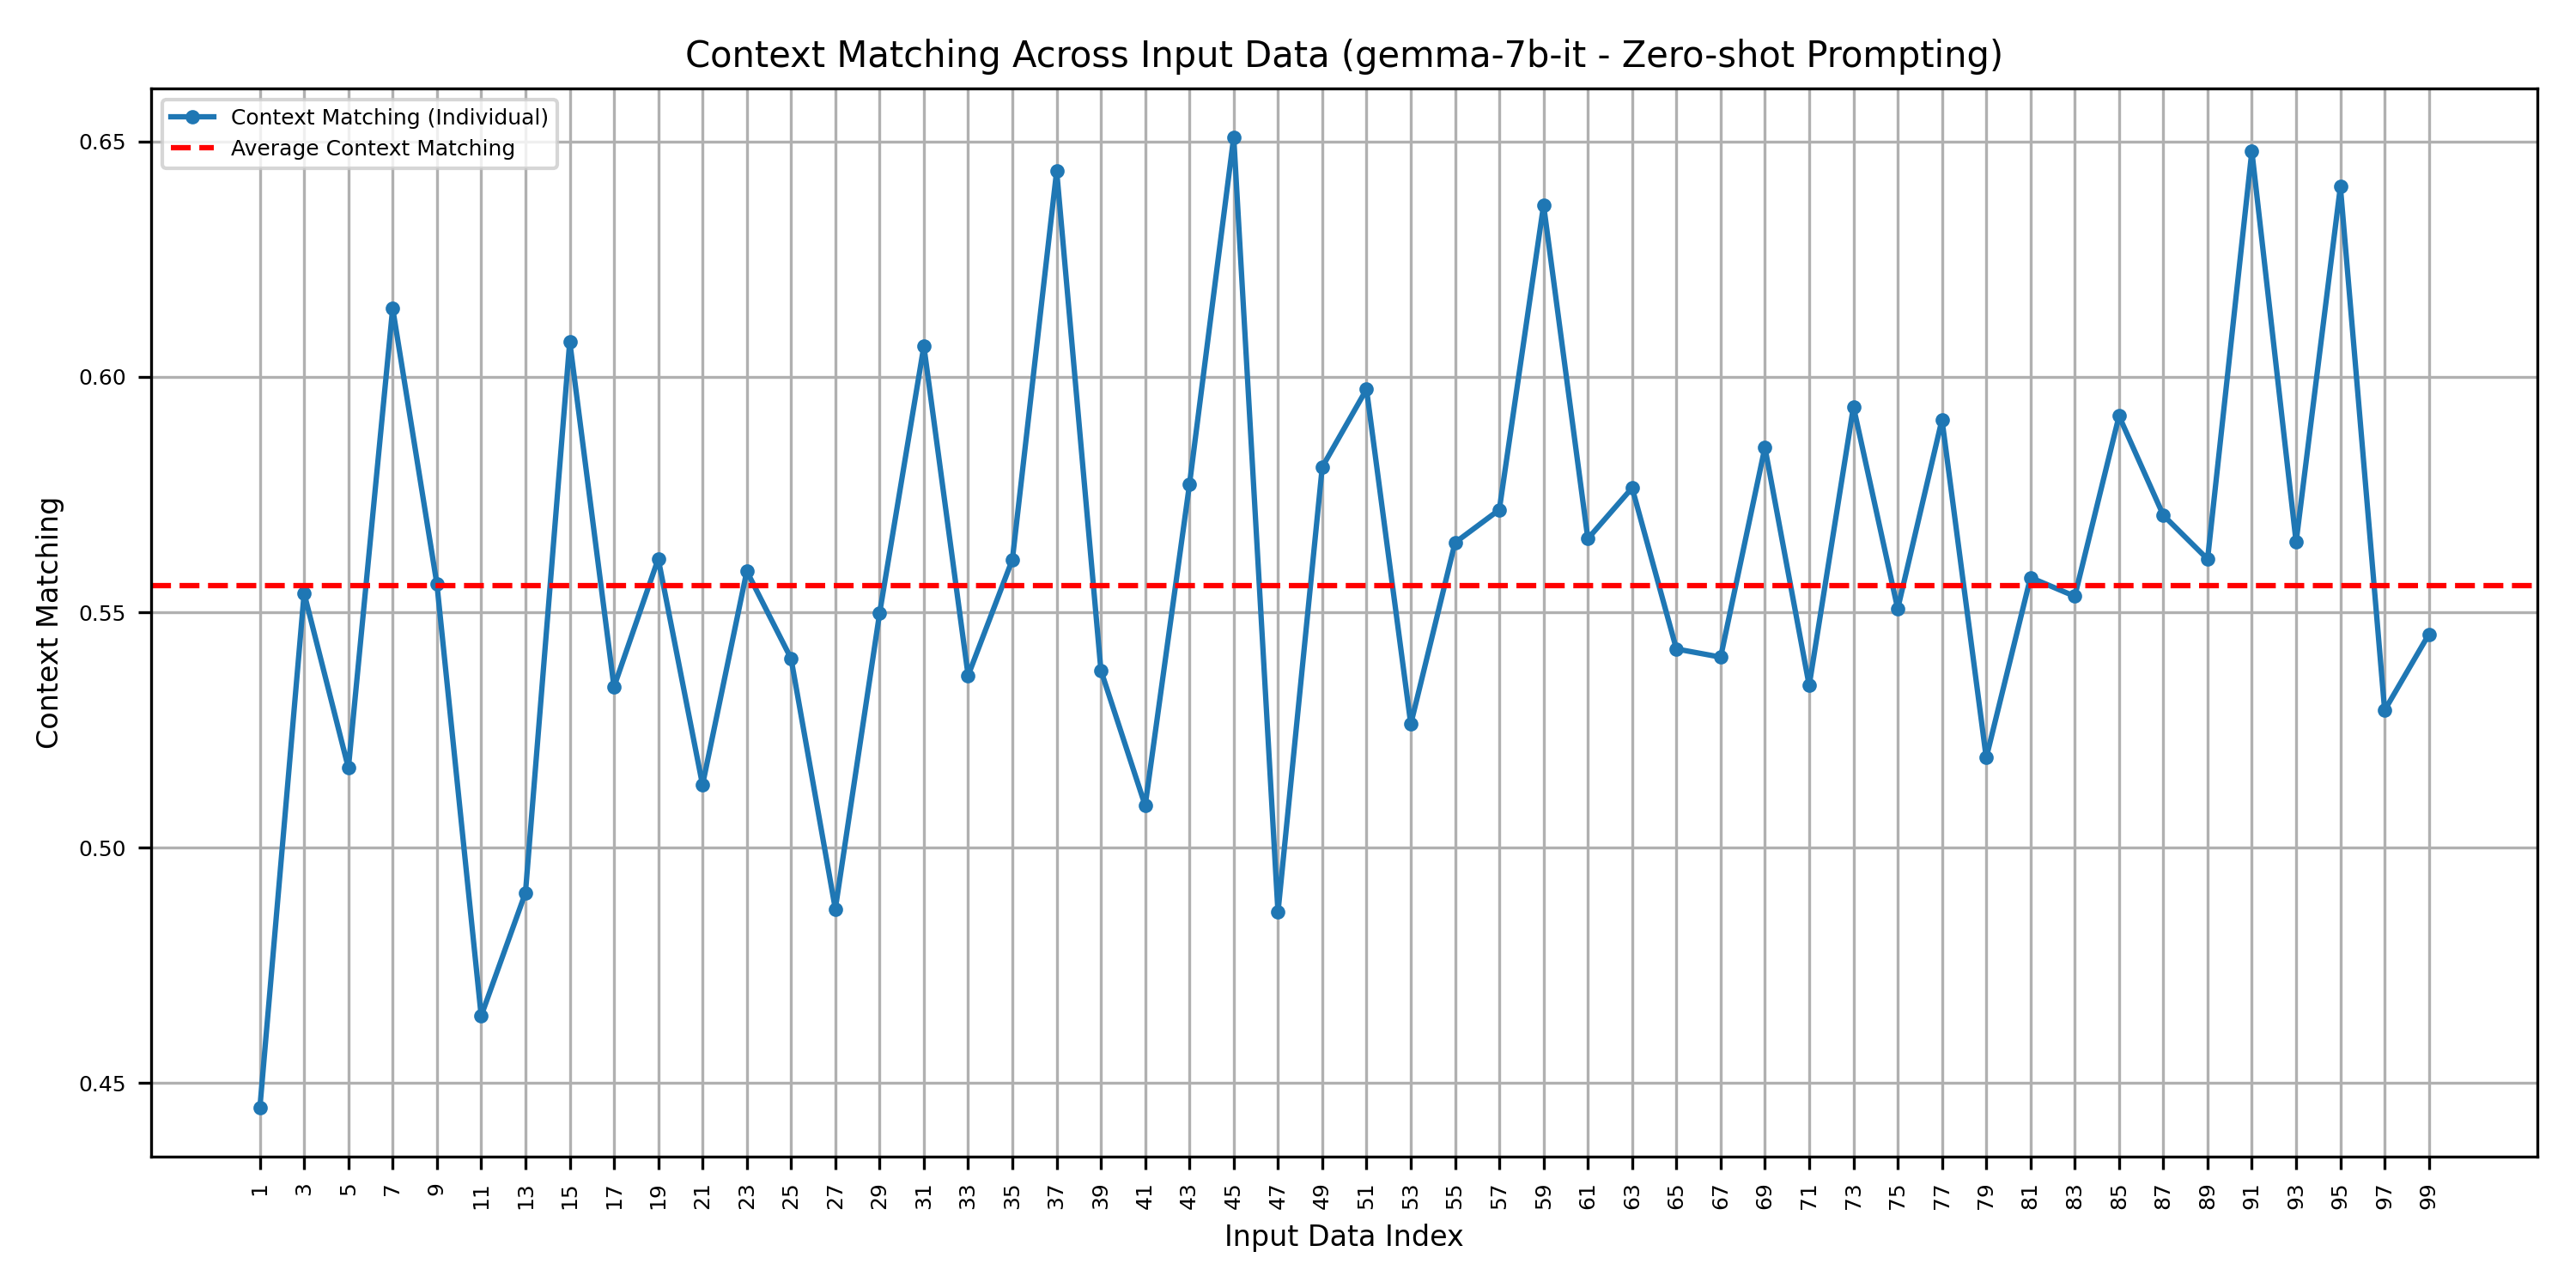 Context Matching Across Input Data (gemma-7b-it - Zero-shot Prompting)
Context Matching (Individual)
Average Context Matching
Context Matching
0.65
0.60
0.55
0.50
0.45
1 3 5 7 9 11 13 15 17 19 21 23 25 27 29 31 33 35 37 39 41 43 45 47 49 51 53 55 57 59 61 63 65 67 69 71 73 75 77 79 81 83 85 87 89 91 93 95 97 99
Input Data Index